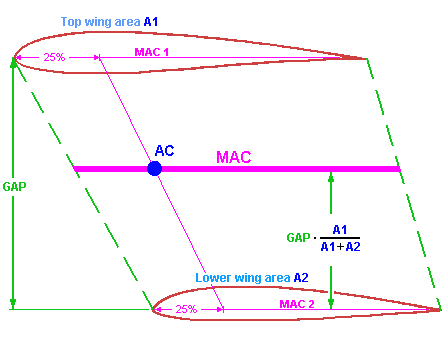 Top wing area A1
25%
MAC 1
AC
MAC
GAP
GAP · A1
A1+A2
Lower wing area A2
25%
MAC 2